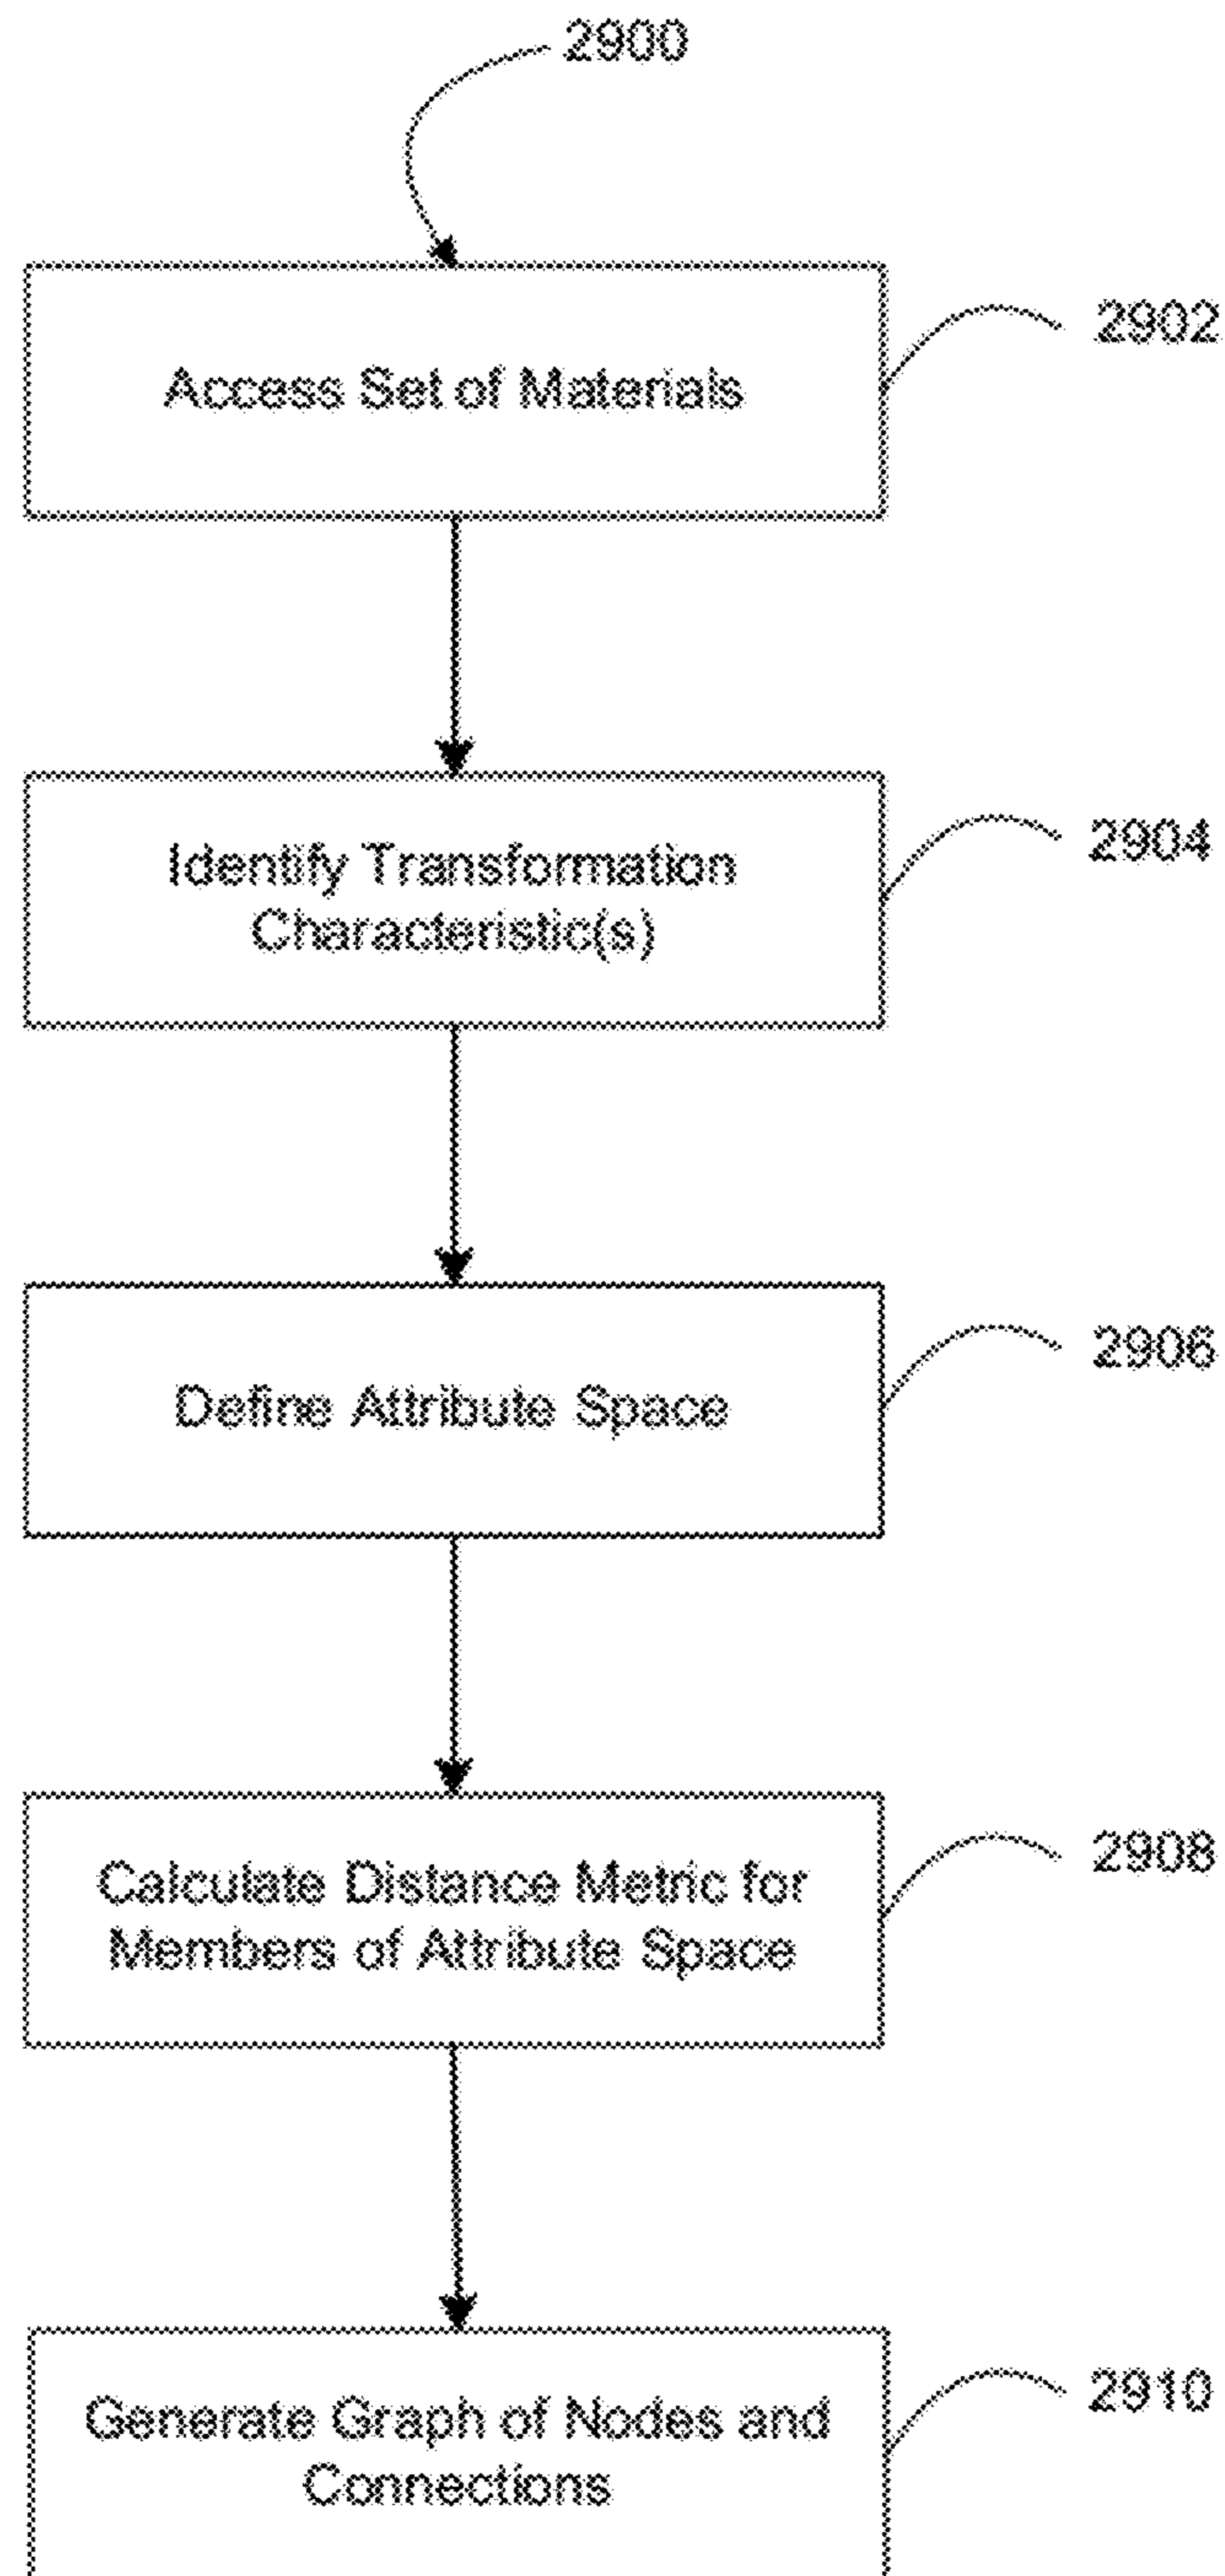 2900
Access Set of Materials
2902
Identify Transformation
Characteristic(s)
2904
Define Attribute Space
2906
Calculate Distance Metric for
Members of Attribute Space
2908
Generate Graph of Nodes and
Connections
2910